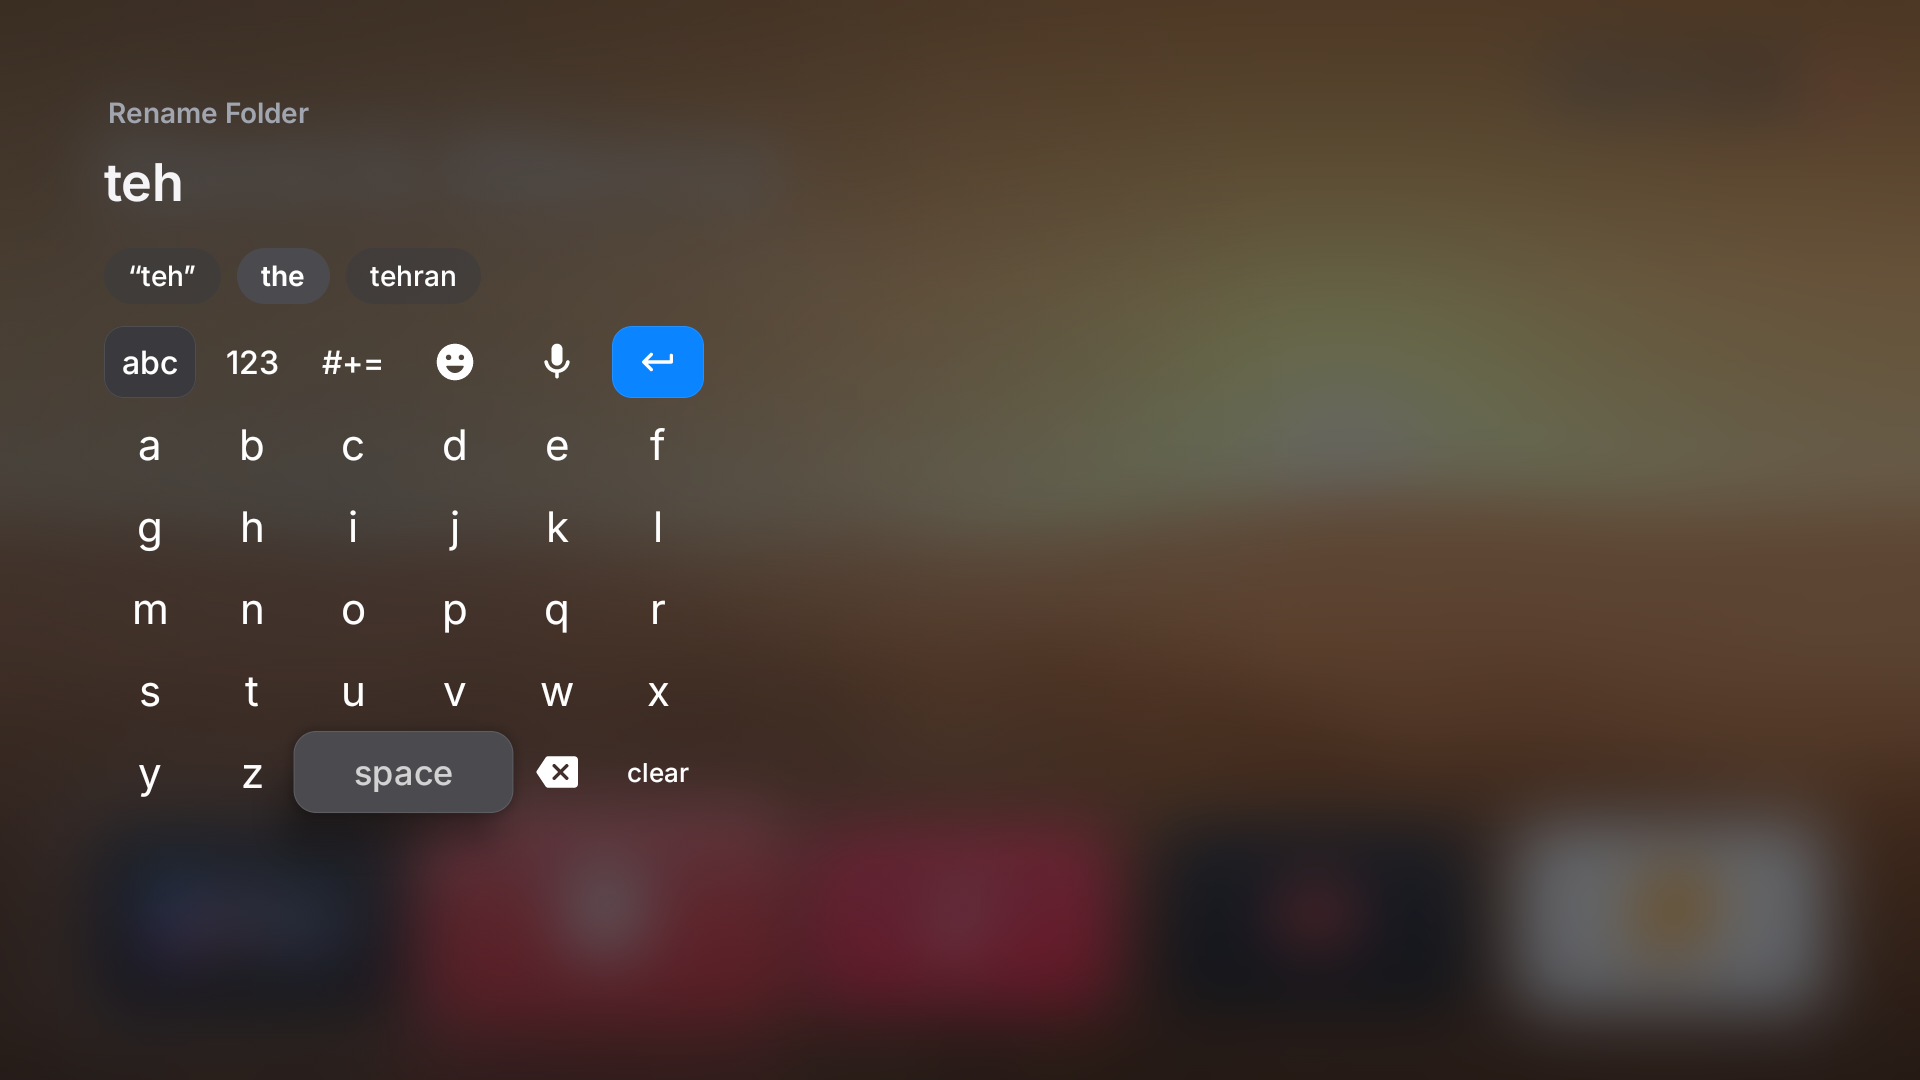 Rename Folder
teh
“teh” the tehran
abc 123 #+=
a b c d e f
g h i j k l
m n o p q r
s t u v w x
y z space clear